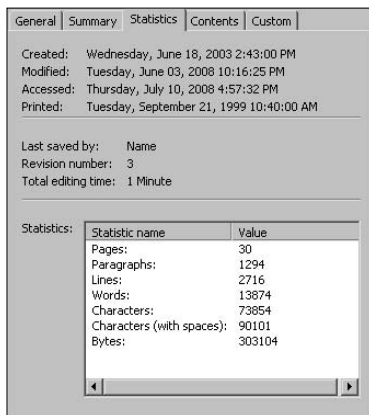 General Summary Statistics Contents Custom
Created: Wednesday, June 18, 2003 2:43:00 PM
Modified: Tuesday, June 03, 2008 10:16:25 PM
Accessed: Thursday, July 10, 2008 4:57:32 PM
Printed: Tuesday, September 21, 1999 10:40:00 AM
Last saved by: Name
Revision number: 3
Total editing time: 1 Minute
Statistics:
Statistic name Value
Pages: 30
Paragraphs: 1294
Lines: 2716
Words: 13874
Characters: 73854
Characters (with spaces): 90101
Bytes: 303104